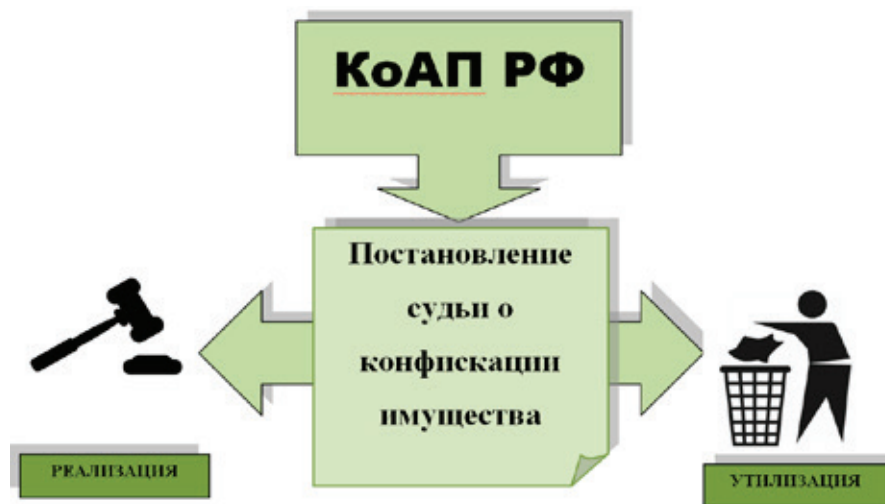 КоАП РФ
Постановление
судьи о
конфискации
имущества
РЕАЛИЗАЦИЯ
УТИЛИЗАЦИЯ